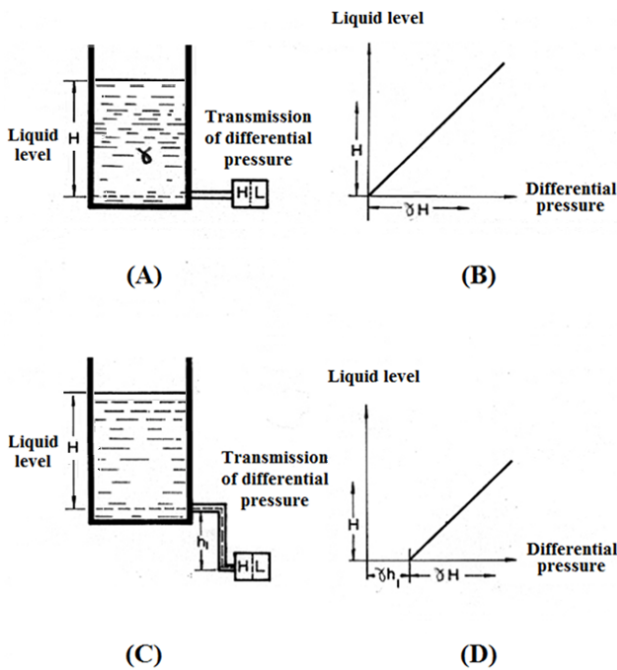 Liquid level
Liquid
level
H
γ
Transmission
of differential
pressure
H L
H
Differential
pressure
γH
(A)
(B)
Liquid level
Liquid
level
H
Transmission
of differential
pressure
h₁
H L
H
Differential
pressure
γh₁
γH
(C)
(D)